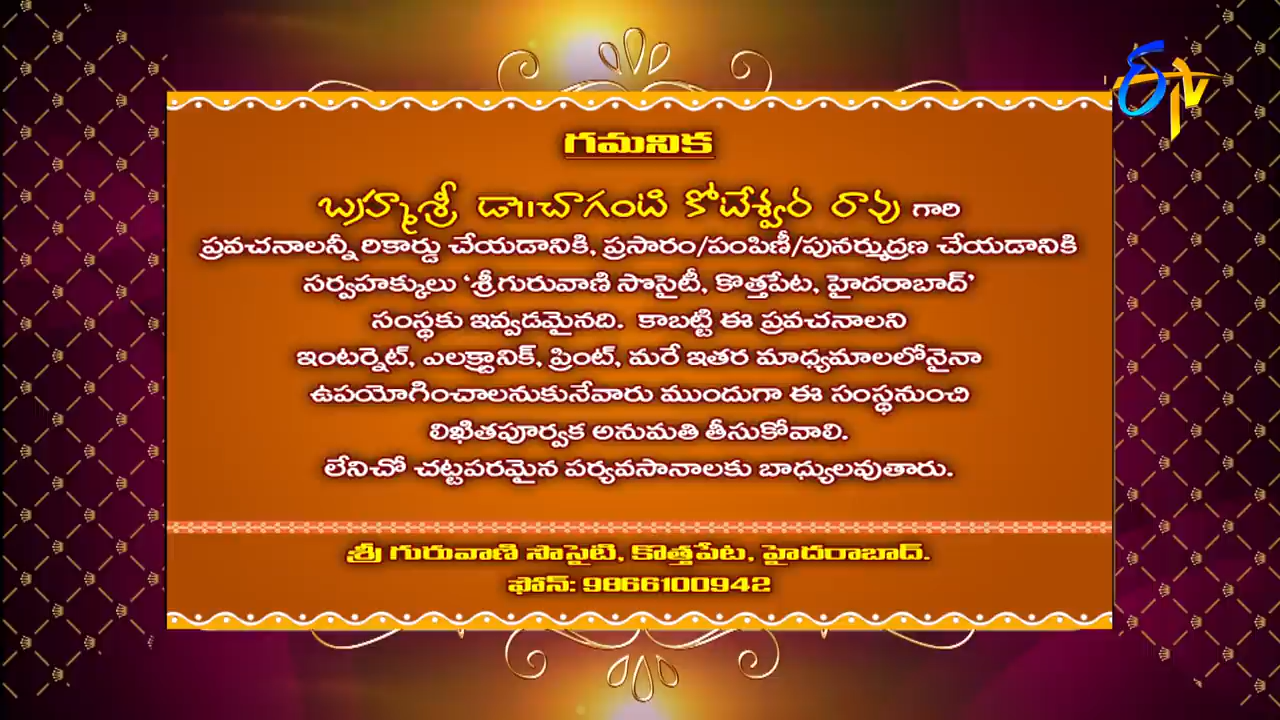 ఈtv
గమనిక
బ్రహ్మశ్రీ డా॥చాగంటి కోటేశ్వర రావు గారి
ప్రవచనాలన్నీ రికార్డు చేయడానికి, ప్రసారం/పంపిణీ/పునర్ముద్రణ చేయడానికి
సర్వహక్కులు ‘శ్రీగురువాణి సొసైటీ, కొత్తపేట, హైదరాబాద్’
సంస్థకు ఇవ్వడమైనది. కాబట్టి ఈ ప్రవచనాలని
ఇంటర్నెట్, ఎలక్ట్రానిక్, ప్రింట్, మరే ఇతర మాధ్యమాలలోనైనా
ఉపయోగించాలనుకునేవారు ముందుగా ఈ సంస్థనుంచి
లిఖితపూర్వక అనుమతి తీసుకోవాలి.
లేనిచో చట్టపరమైన పర్యవసానాలకు బాధ్యులవుతారు.
శ్రీ గురువాణి సొసైటి, కొత్తపేట, హైదరాబాద్.
ఫోన్: 9866100942